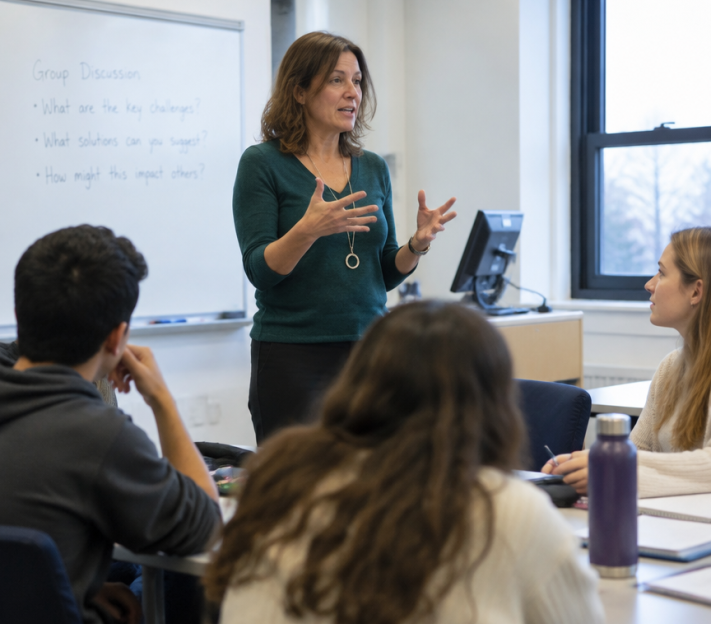 Group Discussion
• What are the key challenges?
• What solutions can you suggest?
• How might this impact others?